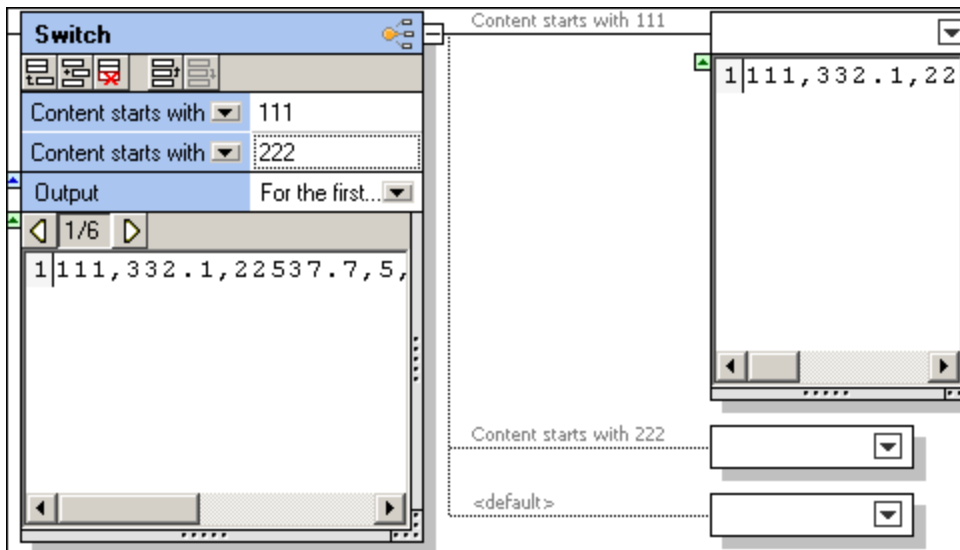 Switch
Content starts with 111
Content starts with 222
Output For the first...
1/6
1 111,332.1,22537.7,5,
Content starts with 111
1 111,332.1,22
Content starts with 222
<default>